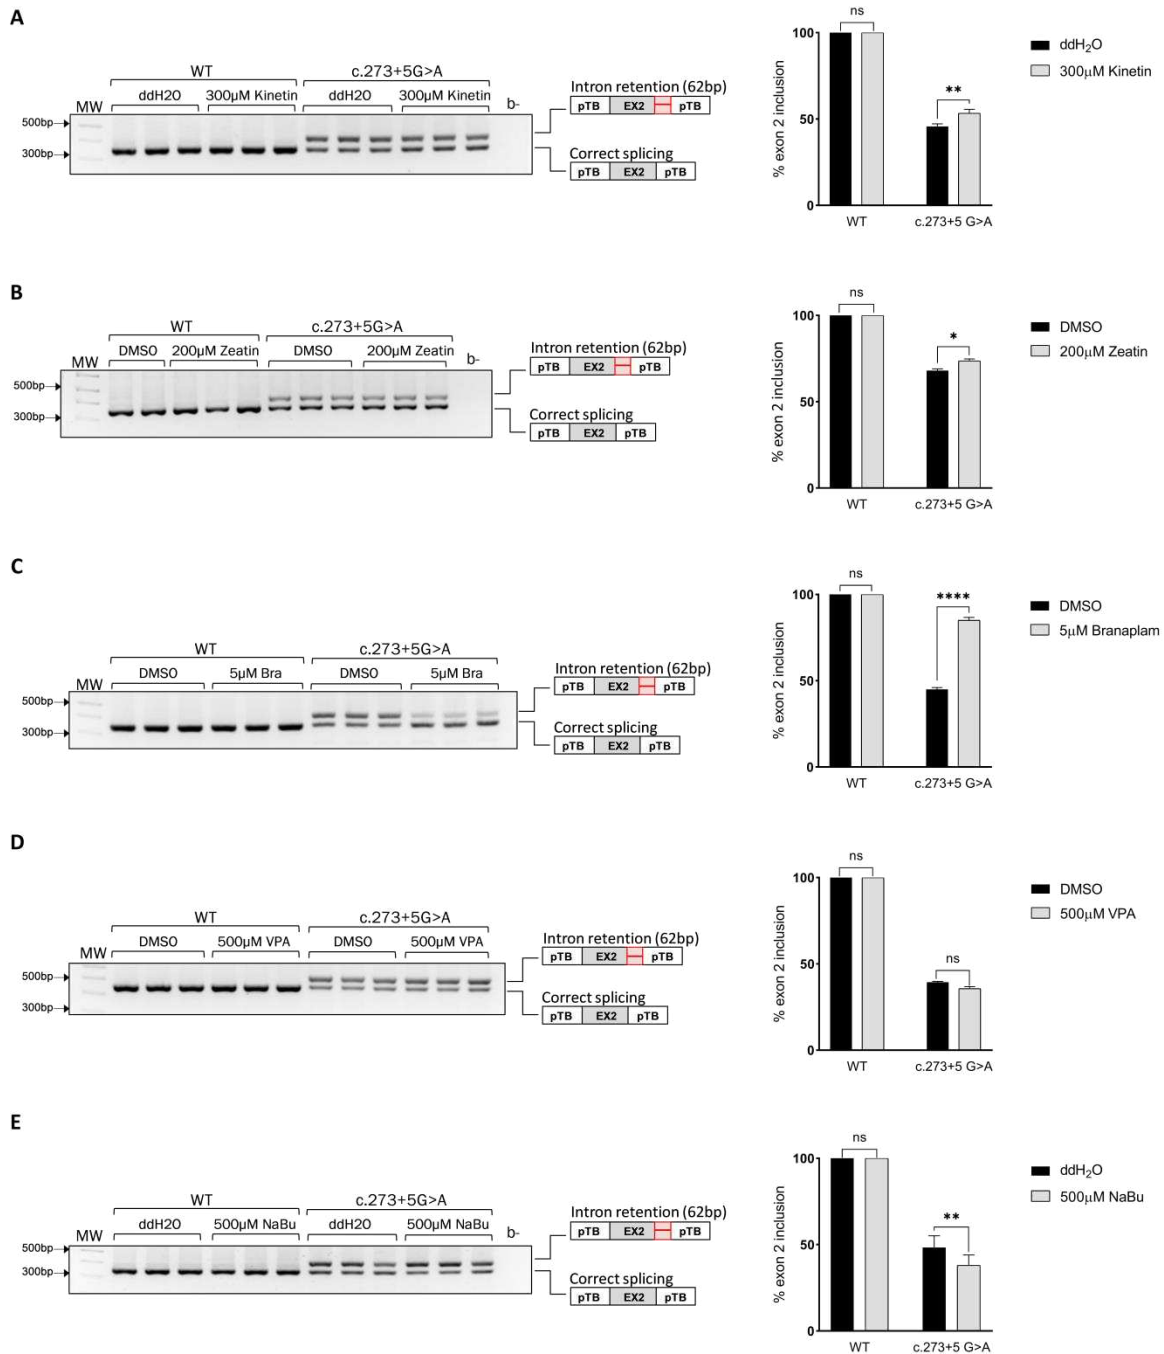 A
WT
c.273+5G>A
MW
ddH2O
300μM Kinetin
ddH2O
300μM Kinetin
b-
500bp
300bp
Intron retention (62bp)
pTB EX2 pTB
Correct splicing
pTB EX2 pTB
% exon 2 inclusion
100
50
0
ns
**
WT
c.273+5 G>A
ddH₂O
300μM Kinetin
B
WT
c.273+5G>A
MW
DMSO
200μM Zeatin
DMSO
200μM Zeatin
b-
500bp
300bp
Intron retention (62bp)
pTB EX2 pTB
Correct splicing
pTB EX2 pTB
% exon 2 inclusion
100
50
0
ns
*
WT
c.273+5 G>A
DMSO
200μM Zeatin
C
WT
c.273+5G>A
MW
DMSO
5μM Bra
DMSO
5μM Bra
500bp
300bp
Intron retention (62bp)
pTB EX2 pTB
Correct splicing
pTB EX2 pTB
% exon 2 inclusion
100
50
0
ns
****
WT
c.273+5 G>A
DMSO
5μM Branaplam
D
WT
c.273+5G>A
MW
DMSO
500μM VPA
DMSO
500μM VPA
500bp
300bp
Intron retention (62bp)
pTB EX2 pTB
Correct splicing
pTB EX2 pTB
% exon 2 inclusion
100
50
0
ns
ns
WT
c.273+5 G>A
DMSO
500μM VPA
E
WT
c.273+5G>A
MW
ddH2O
500μM NaBu
ddH2O
500μM NaBu
b-
500bp
300bp
Intron retention (62bp)
pTB EX2 pTB
Correct splicing
pTB EX2 pTB
% exon 2 inclusion
100
50
0
ns
**
WT
c.273+5 G>A
ddH₂O
500μM NaBu